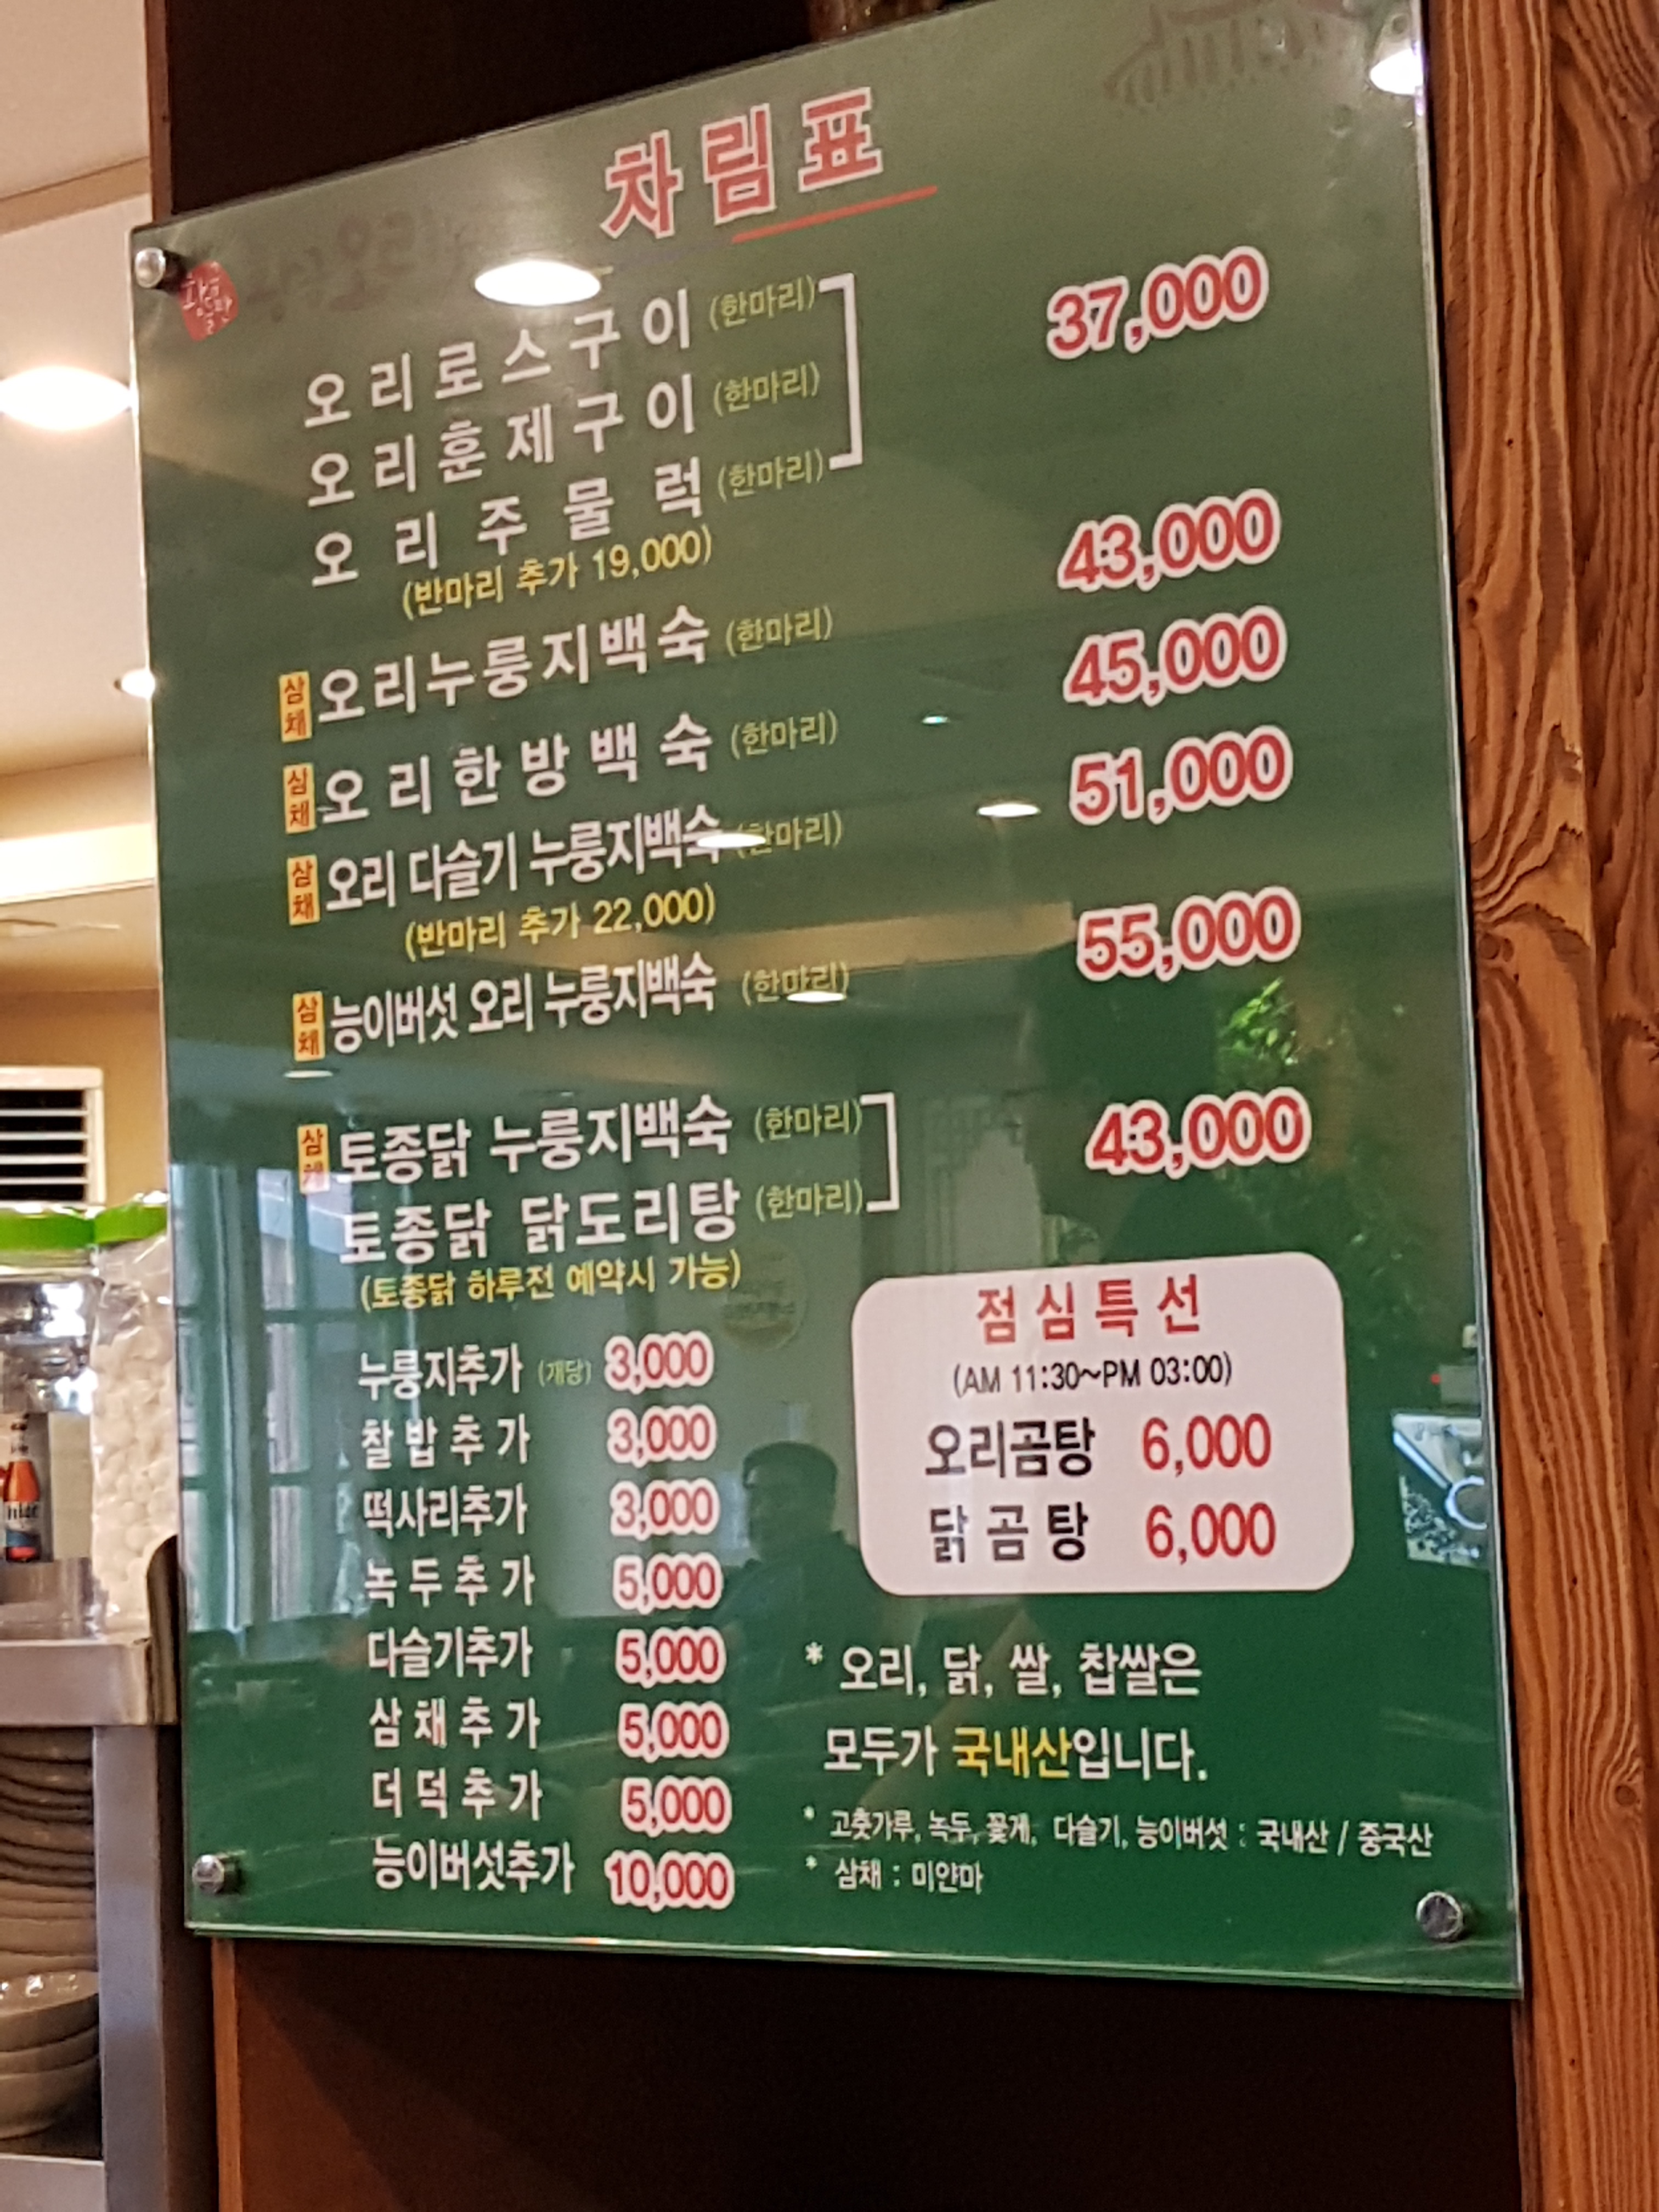 차림표
오리로스구이 (한마리) 37,000
오리훈제구이 (한마리)
오리주물럭 (한마리)
(반마리 추가 19,000)
삼채 오리누룽지백숙 (한마리) 43,000
삼채 오리한방백숙 (한마리) 45,000
삼채 오리 다슬기 누룽지백숙 (한마리) 51,000
(반마리 추가 22,000)
삼채 능이버섯 오리 누룽지백숙 (한마리) 55,000
삼채 토종닭 누룽지백숙 (한마리) 43,000
토종닭 닭도리탕 (한마리)
(토종닭 하루전 예약시 가능)
누룽지추가 (개당) 3,000
찰밥추가 3,000
떡사리추가 3,000
녹두추가 5,000
다슬기추가 5,000
삼채추가 5,000
더덕추가 5,000
능이버섯추가 10,000
점심특선
(AM 11:30~PM 03:00)
오리곰탕 6,000
닭곰탕 6,000
* 오리, 닭, 쌀, 찹쌀은
모두가 국내산입니다.
* 고춧가루, 녹두, 꽃게, 다슬기, 능이버섯 : 국내산 / 중국산
* 삼채 : 미얀마